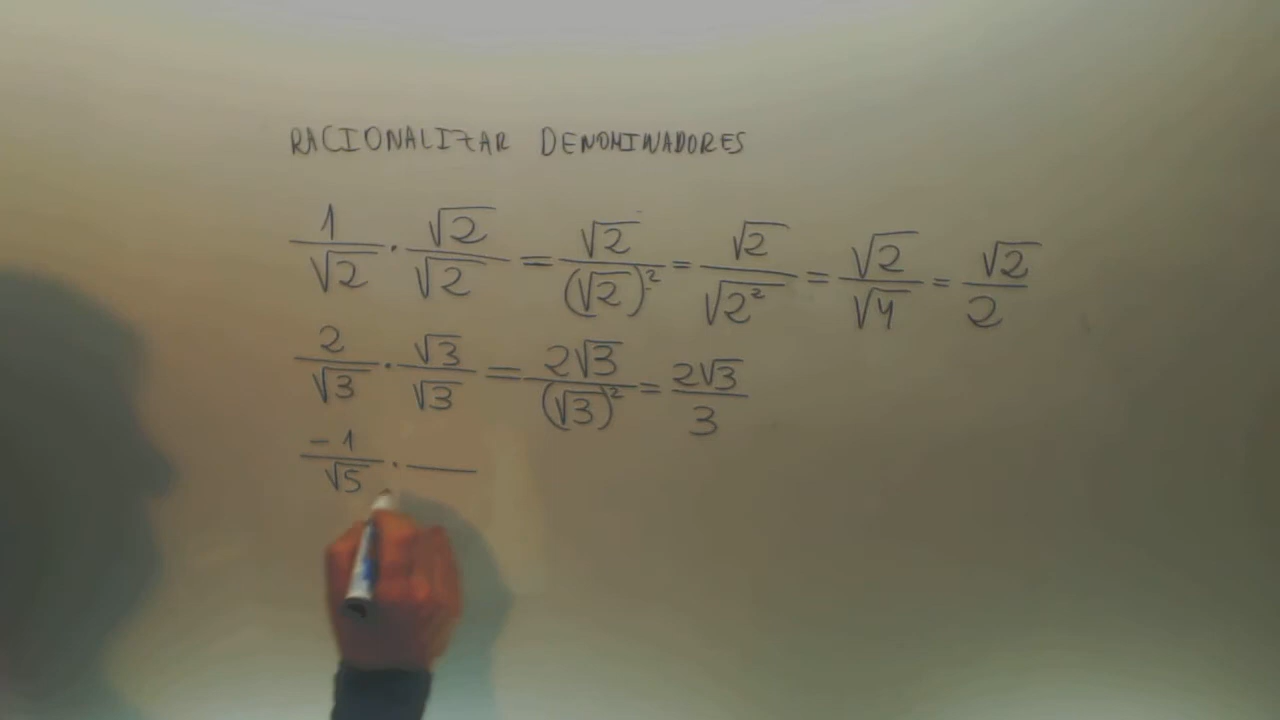 RACIONALIZAR DENOMINADORES
1/√2 · √2/√2 = √2/(√2)² = √2/√2² = √2/√4 = √2/2
2/√3 · √3/√3 = 2√3/(√3)² = 2√3/3
-1/√5 · —